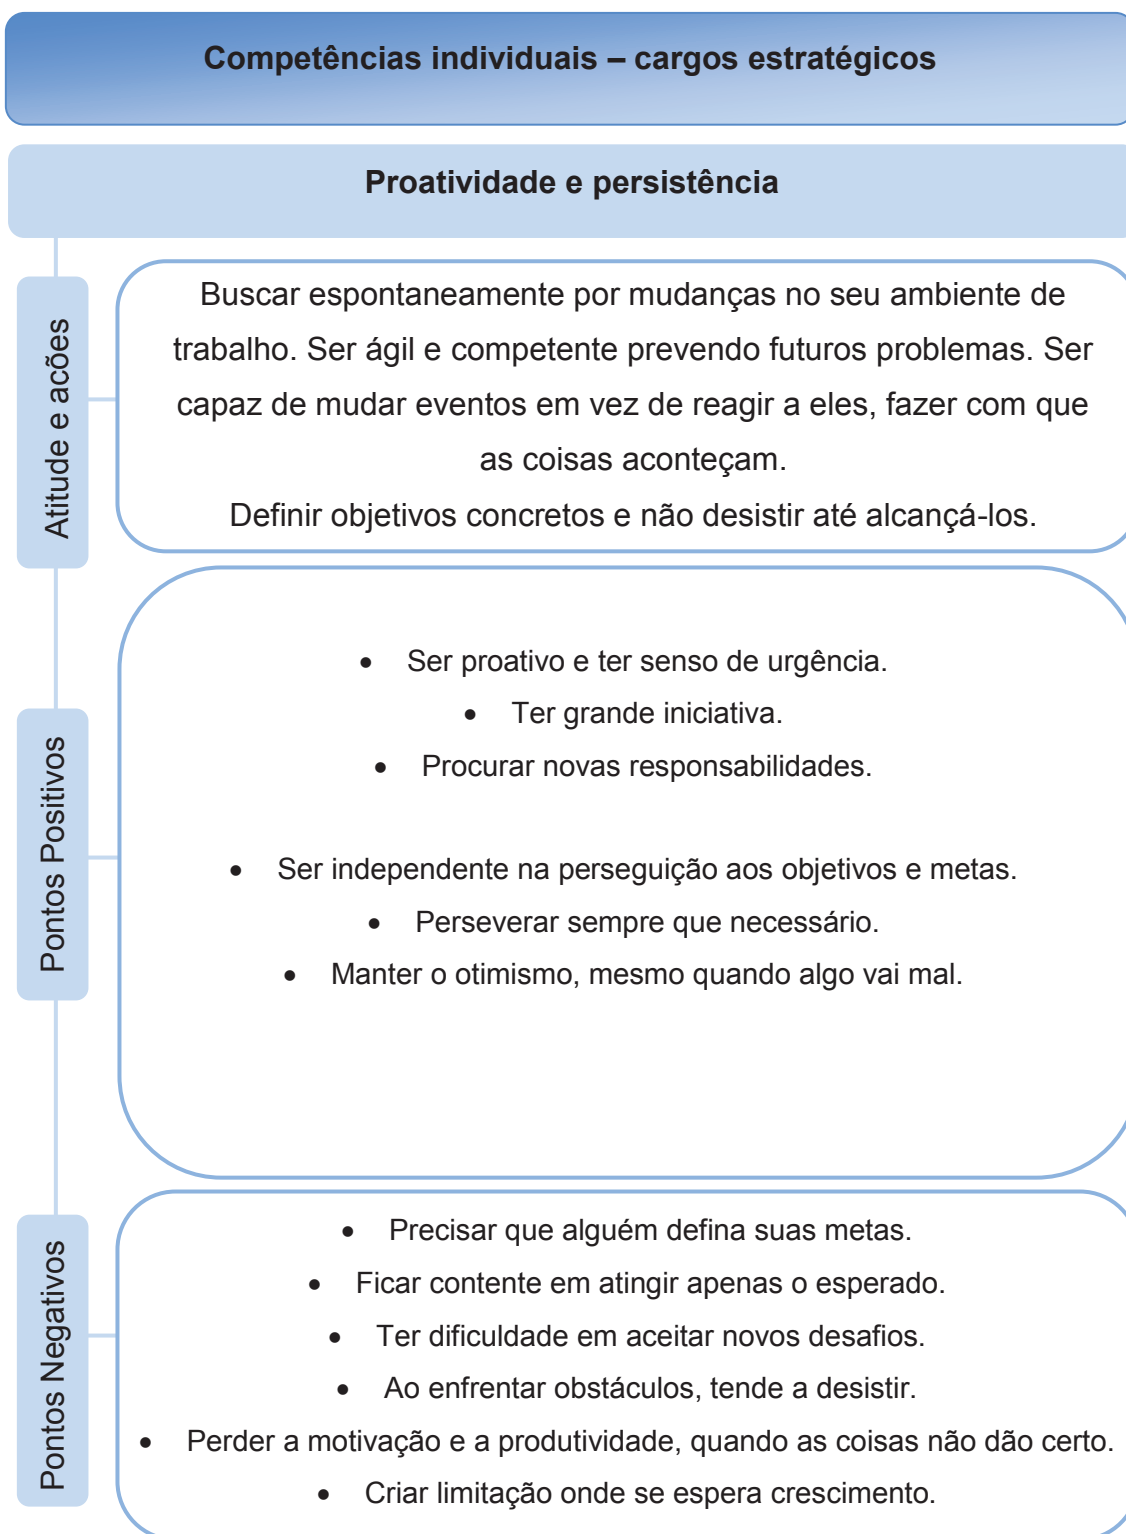 Competências individuais – cargos estratégicos
Proatividade e persistência
Atitude e acões
Buscar espontaneamente por mudanças no seu ambiente de
trabalho. Ser ágil e competente prevendo futuros problemas. Ser
capaz de mudar eventos em vez de reagir a eles, fazer com que
as coisas aconteçam.
Definir objetivos concretos e não desistir até alcançá-los.
Pontos Positivos
• Ser proativo e ter senso de urgência.
• Ter grande iniciativa.
• Procurar novas responsabilidades.
• Ser independente na perseguição aos objetivos e metas.
• Perseverar sempre que necessário.
• Manter o otimismo, mesmo quando algo vai mal.
Pontos Negativos
• Precisar que alguém defina suas metas.
• Ficar contente em atingir apenas o esperado.
• Ter dificuldade em aceitar novos desafios.
• Ao enfrentar obstáculos, tende a desistir.
• Perder a motivação e a produtividade, quando as coisas não dão certo.
• Criar limitação onde se espera crescimento.